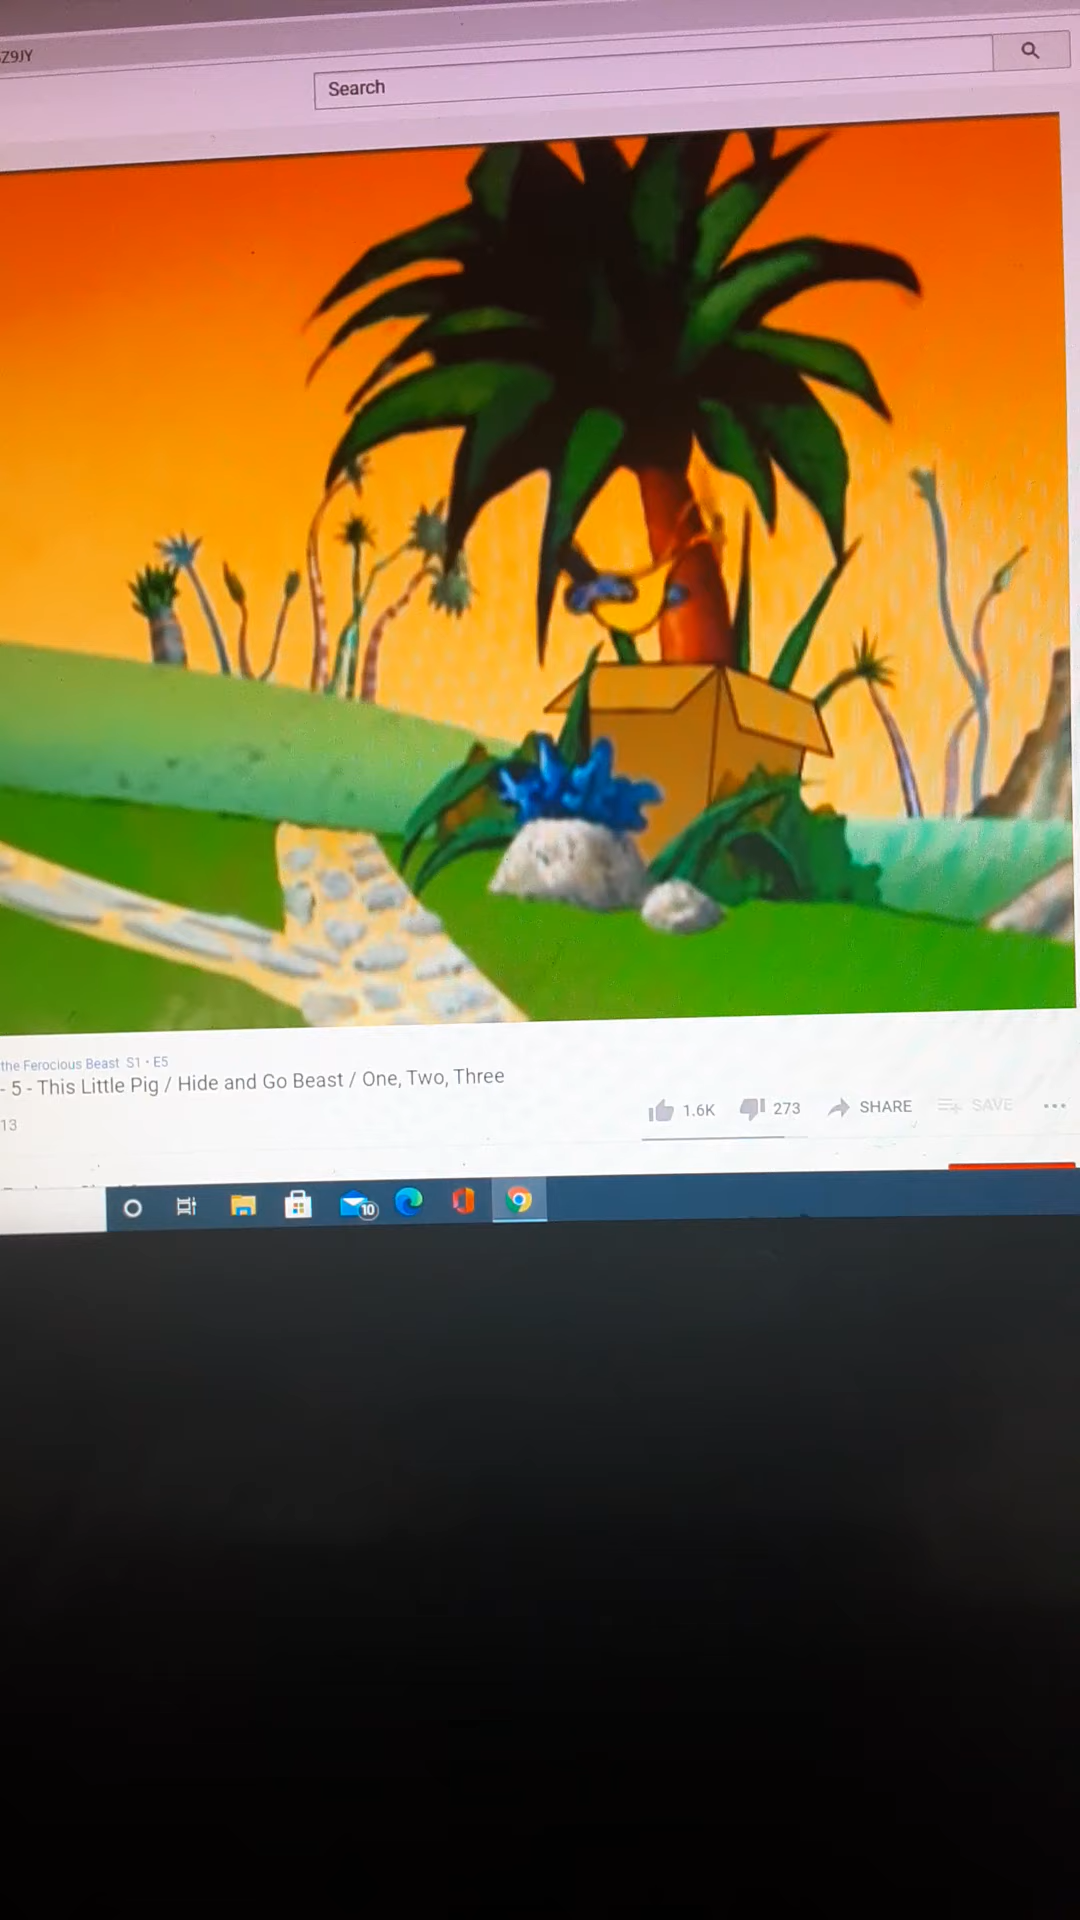 Z9JY
Search
the Ferocious Beast S1 • E5
- 5 - This Little Pig / Hide and Go Beast / One, Two, Three
13
1.6K 273 SHARE SAVE
10